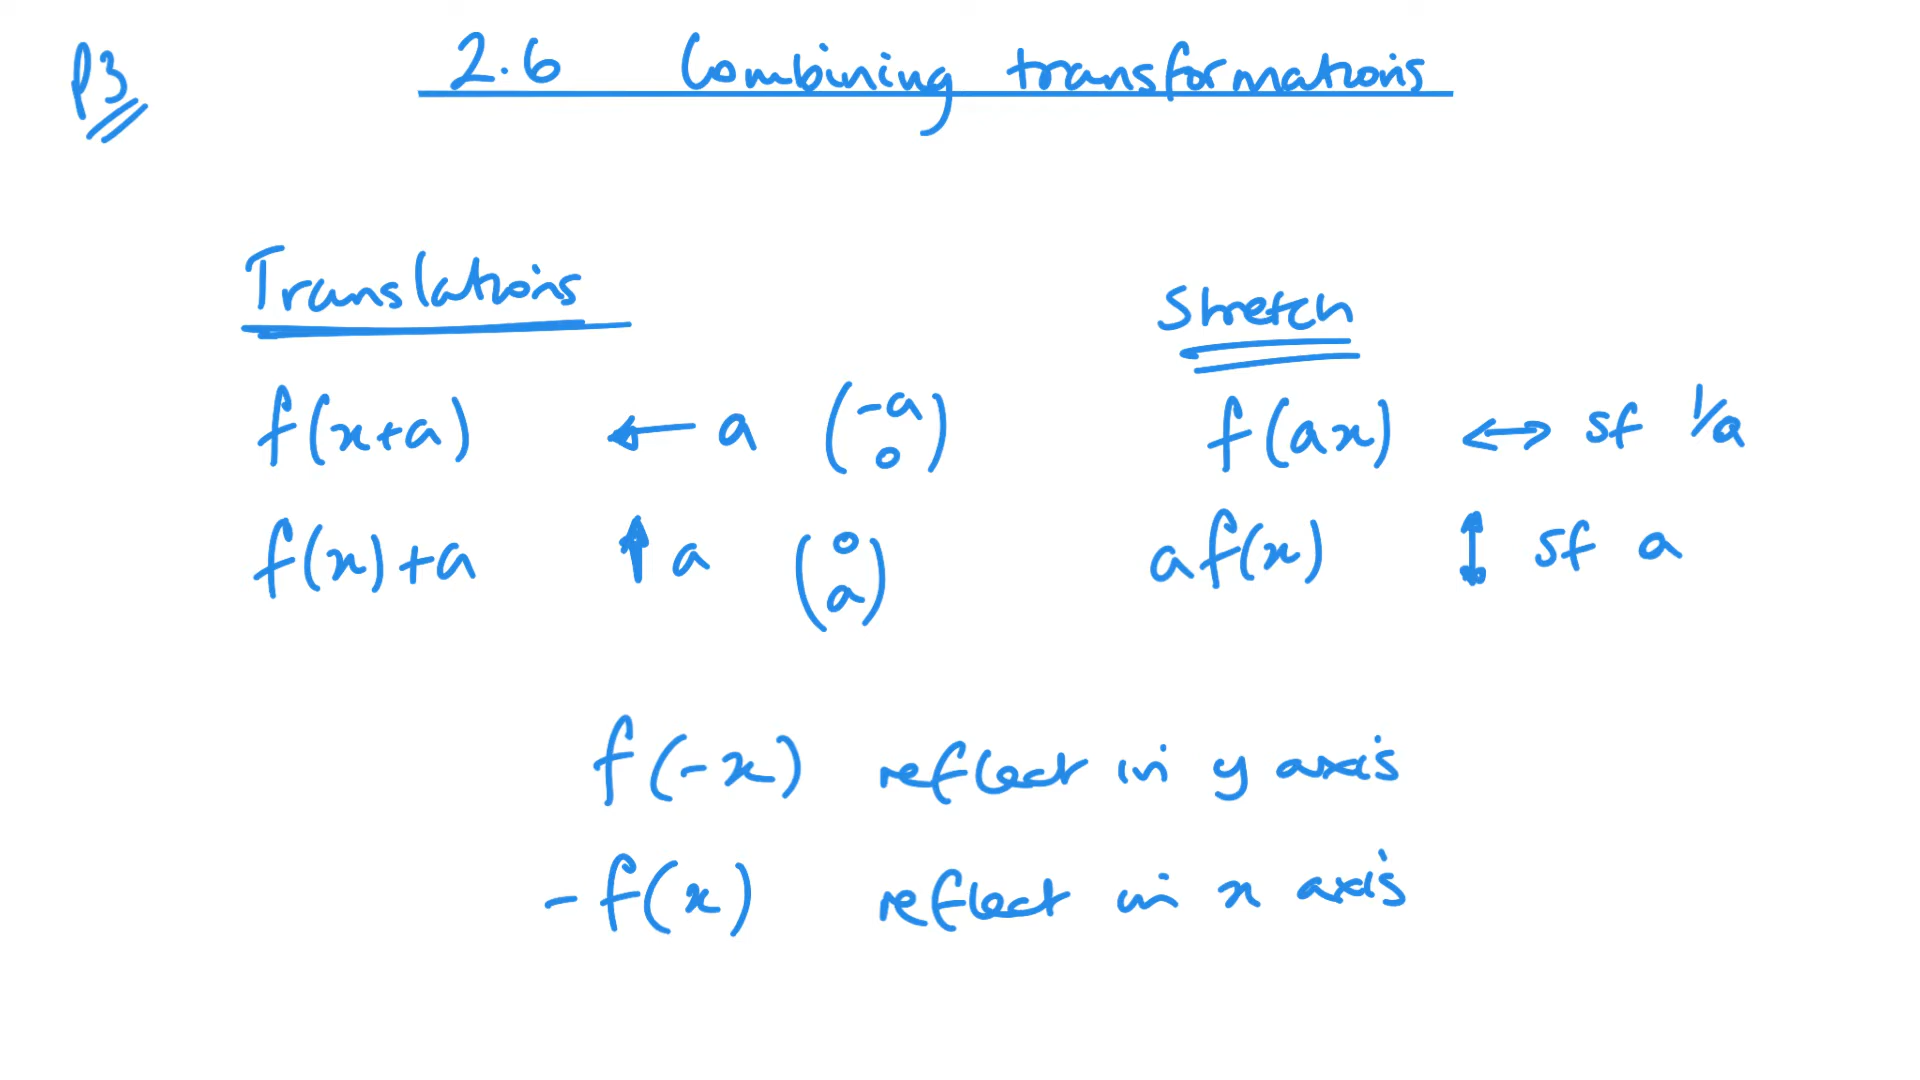 P3
2.6 Combining transformations
Translations
f(x+a) ← a (-a 0)
f(x)+a ↑ a (0 a)
Stretch
f(ax) ↔ sf 1/a
af(x) ↕ sf a
f(-x) reflect in y axis
-f(x) reflect in x axis